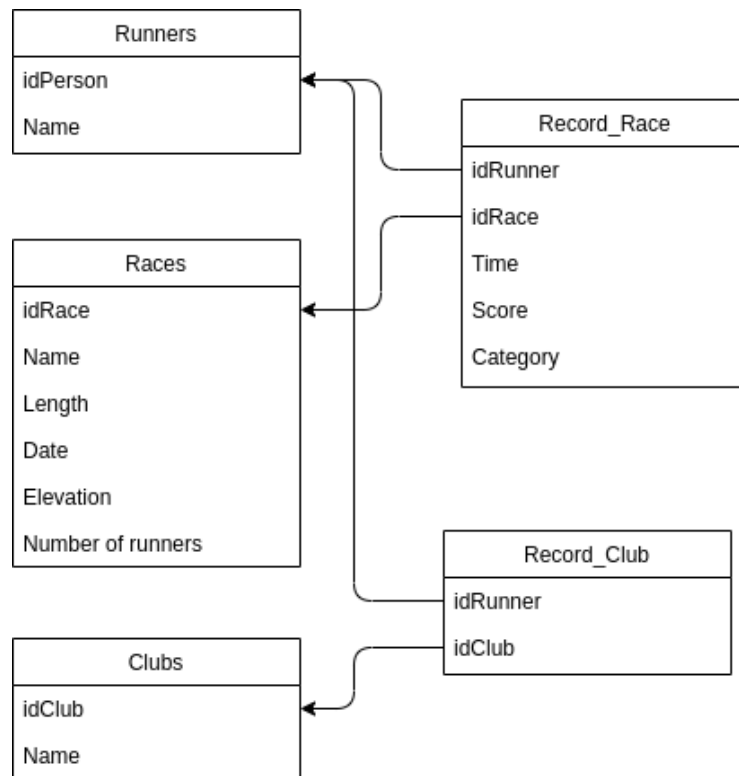 Runners
idPerson
Name
Record_Race
idRunner
idRace
Time
Score
Category
Races
idRace
Name
Length
Date
Elevation
Number of runners
Record_Club
idRunner
idClub
Clubs
idClub
Name